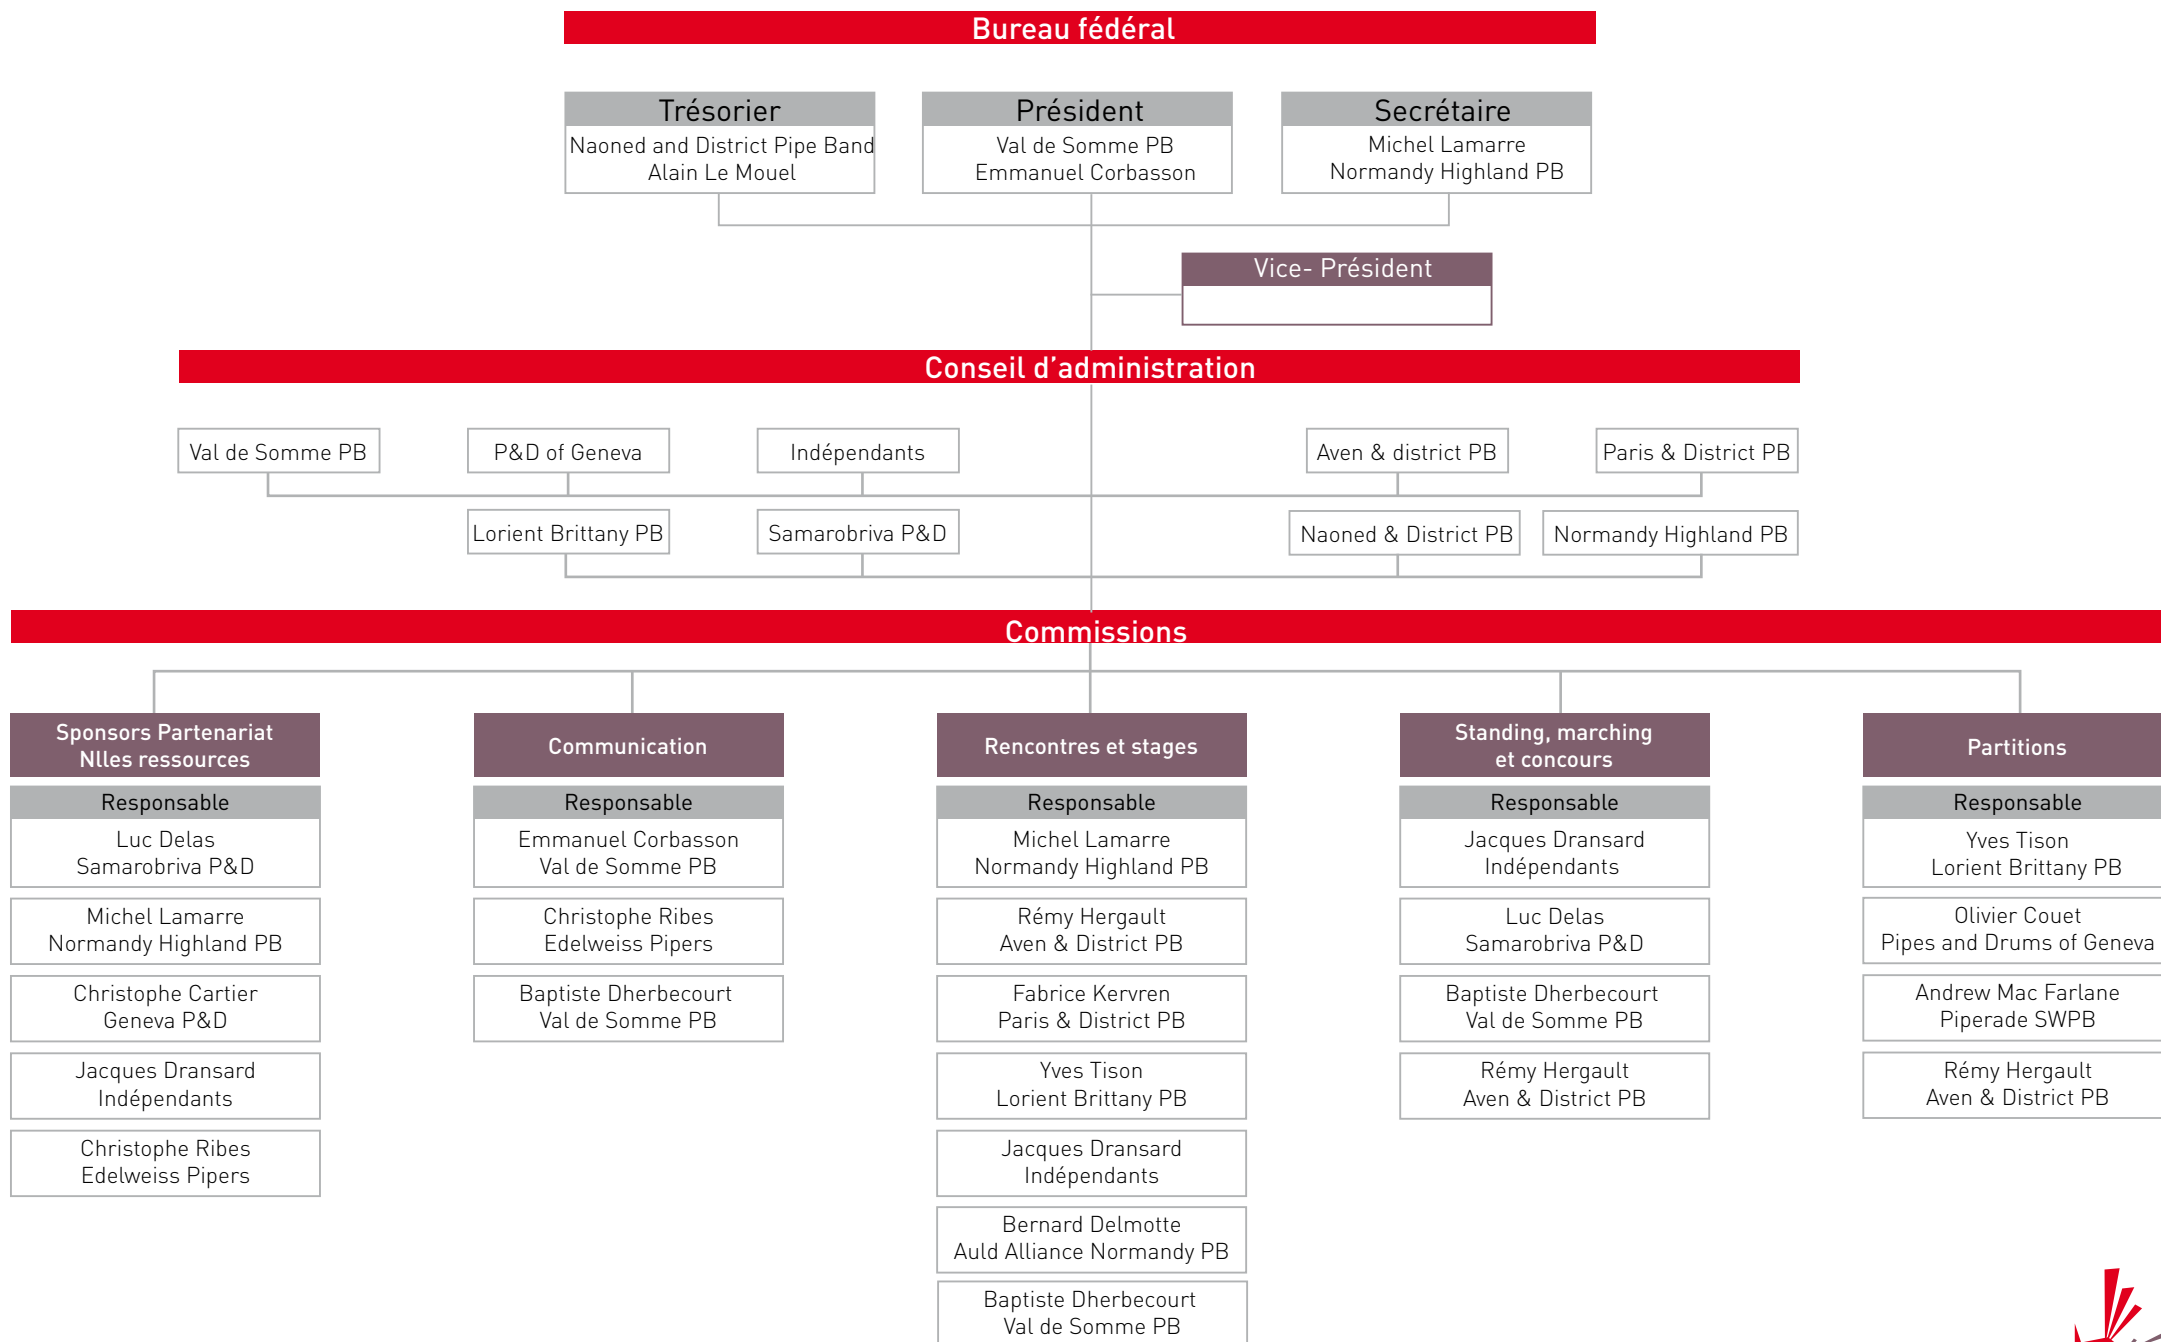 Bureau fédéral
Trésorier
Naoned and District Pipe Band
Alain Le Mouel
Président
Val de Somme PB
Emmanuel Corbasson
Secrétaire
Michel Lamarre
Normandy Highland PB
Vice- Président
Conseil d’administration
Val de Somme PB
P&D of Geneva
Indépendants
Aven & district PB
Paris & District PB
Lorient Brittany PB
Samarobriva P&D
Naoned & District PB
Normandy Highland PB
Commissions
Sponsors Partenariat
Nlles ressources
Responsable
Luc Delas
Samarobriva P&D
Michel Lamarre
Normandy Highland PB
Christophe Cartier
Geneva P&D
Jacques Dransard
Indépendants
Christophe Ribes
Edelweiss Pipers
Communication
Responsable
Emmanuel Corbasson
Val de Somme PB
Christophe Ribes
Edelweiss Pipers
Baptiste Dherbecourt
Val de Somme PB
Rencontres et stages
Responsable
Michel Lamarre
Normandy Highland PB
Rémy Hergault
Aven & District PB
Fabrice Kervren
Paris & District PB
Yves Tison
Lorient Brittany PB
Jacques Dransard
Indépendants
Bernard Delmotte
Auld Alliance Normandy PB
Baptiste Dherbecourt
Val de Somme PB
Standing, marching
et concours
Responsable
Jacques Dransard
Indépendants
Luc Delas
Samarobriva P&D
Baptiste Dherbecourt
Val de Somme PB
Rémy Hergault
Aven & District PB
Partitions
Responsable
Yves Tison
Lorient Brittany PB
Olivier Couet
Pipes and Drums of Geneva
Andrew Mac Farlane
Piperade SWPB
Rémy Hergault
Aven & District PB